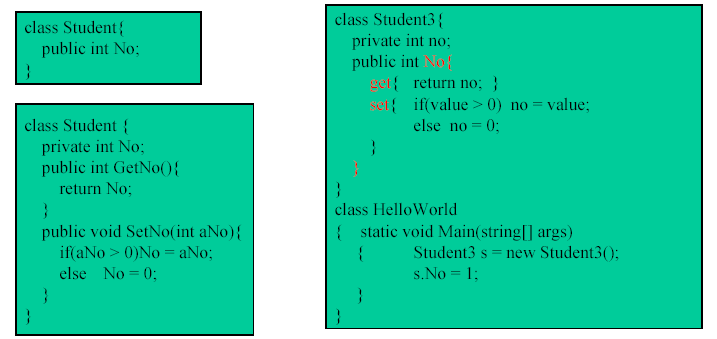 class Student{
public int No;
}
class Student {
private int No;
public int GetNo(){
return No;
}
public void SetNo(int aNo){
if(aNo > 0)No = aNo;
else No = 0;
}
}
class Student3{
private int no;
public int No{
get{ return no; }
set{ if(value > 0) no = value;
else no = 0;
}
}
}
class HelloWorld
{ static void Main(string[] args)
{ Student3 s = new Student3();
s.No = 1;
}
}